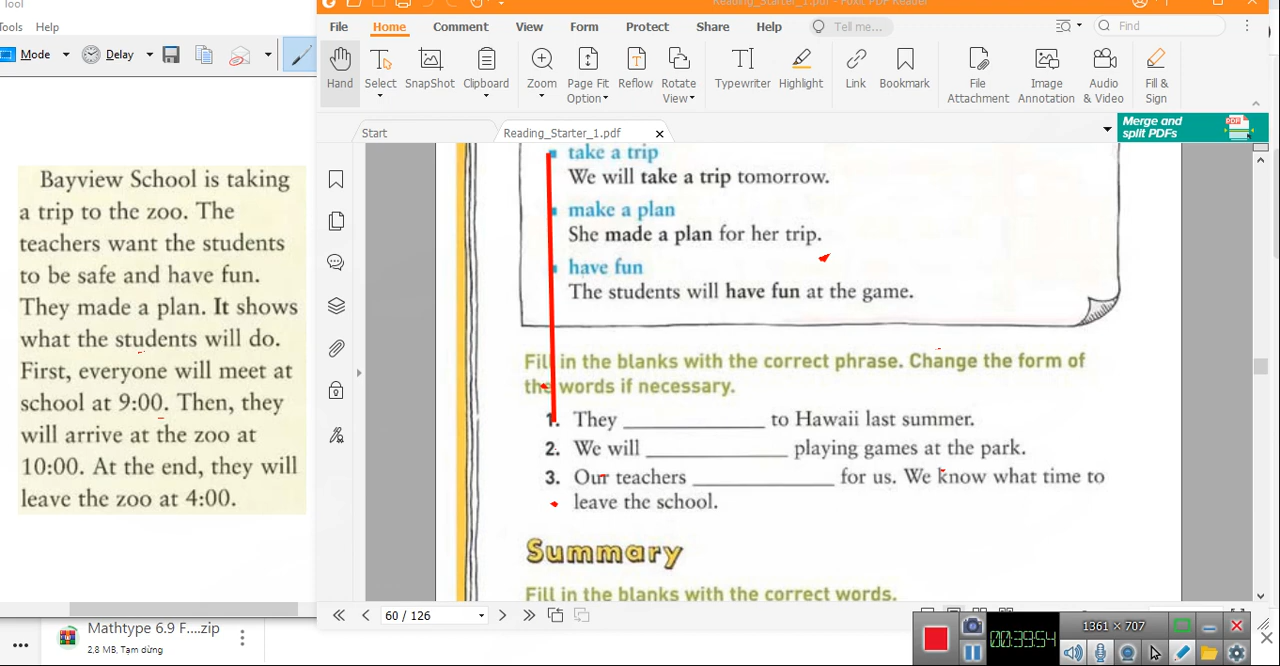 Tool
Reading_Starter_1.pdf - Foxit PDF Reader
Tools Help
File Home Comment View Form Protect Share Help Tell me... Find
Mode Delay
Hand Select SnapShot Clipboard Zoom Page Fit Option Reflow Rotate View Typewriter Highlight Link Bookmark File Attachment Image Annotation Audio & Video Fill & Sign
Start Reading_Starter_1.pdf
Merge and split PDFs
Bayview School is taking
a trip to the zoo. The
teachers want the students
to be safe and have fun.
They made a plan. It shows
what the students will do.
First, everyone will meet at
school at 9:00. Then, they
will arrive at the zoo at
10:00. At the end, they will
leave the zoo at 4:00.
take a trip
We will take a trip tomorrow.
make a plan
She made a plan for her trip.
have fun
The students will have fun at the game.
Fill in the blanks with the correct phrase. Change the form of
the words if necessary.
1. They ______________ to Hawaii last summer.
2. We will ______________ playing games at the park.
3. Our teachers ______________ for us. We know what time to
leave the school.
Summary
Fill in the blanks with the correct words.
60 / 126
Mathtype 6.9 F....zip
2,8 MB, Tạm dừng
1361 × 707
00:39:54